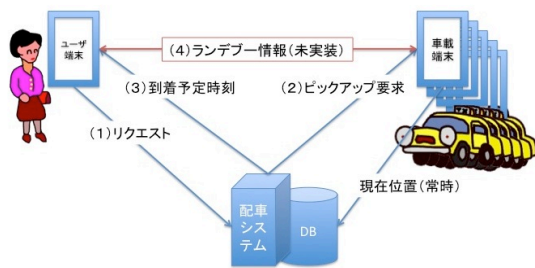 ユーザ
端末
(4)ランデブー情報(未実装)
車載
端末
(3)到着予定時刻
(2)ピックアップ要求
(1)リクエスト
現在位置(常時)
配車
システム
DB